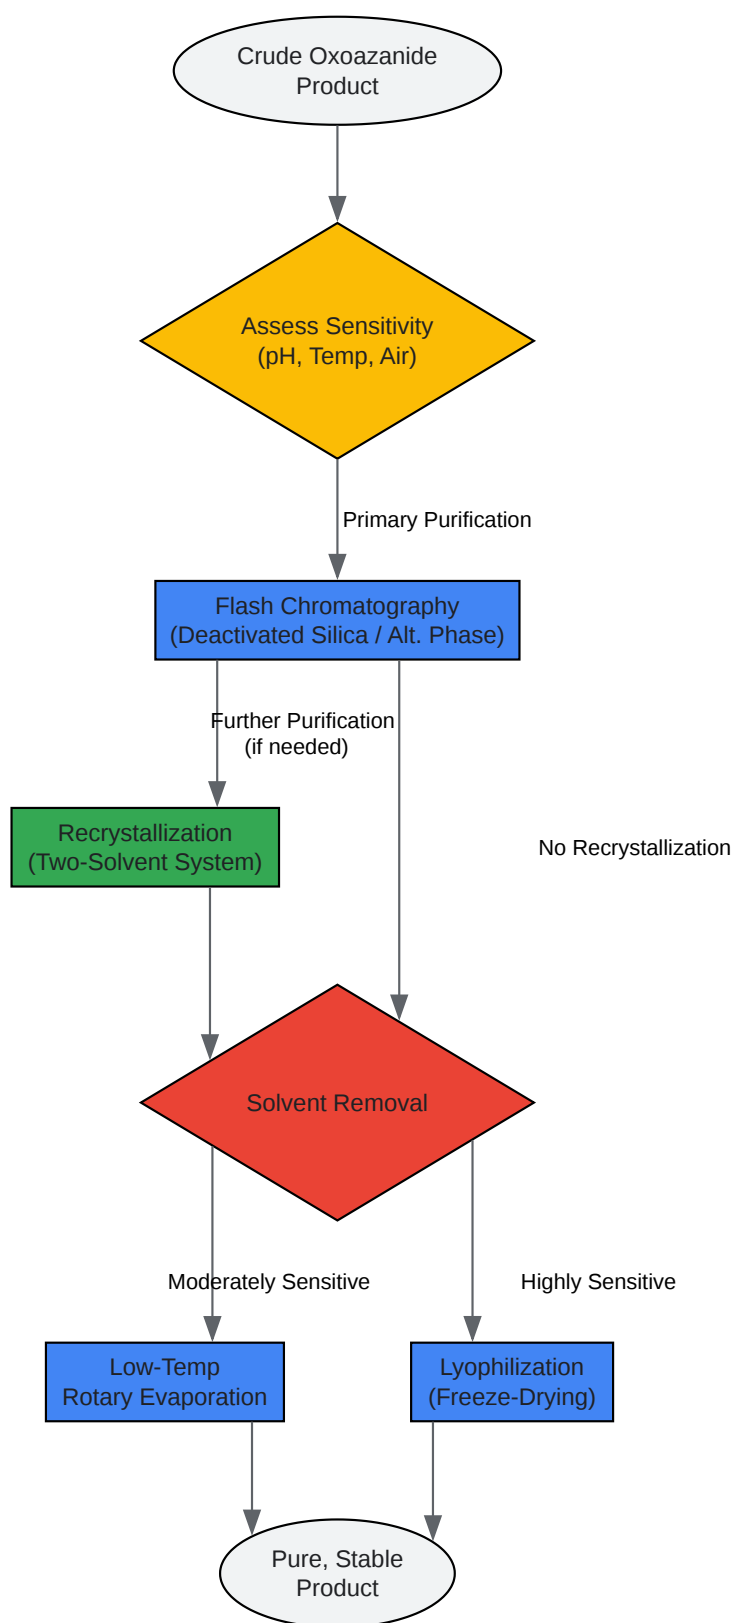 Crude Oxoazanide
Product
Assess Sensitivity
(pH, Temp, Air)
Primary Purification
Flash Chromatography
(Deactivated Silica / Alt. Phase)
Further Purification
(if needed)
Recrystallization
(Two-Solvent System)
No Recrystallization
Solvent Removal
Moderately Sensitive
Highly Sensitive
Low-Temp
Rotary Evaporation
Lyophilization
(Freeze-Drying)
Pure, Stable
Product